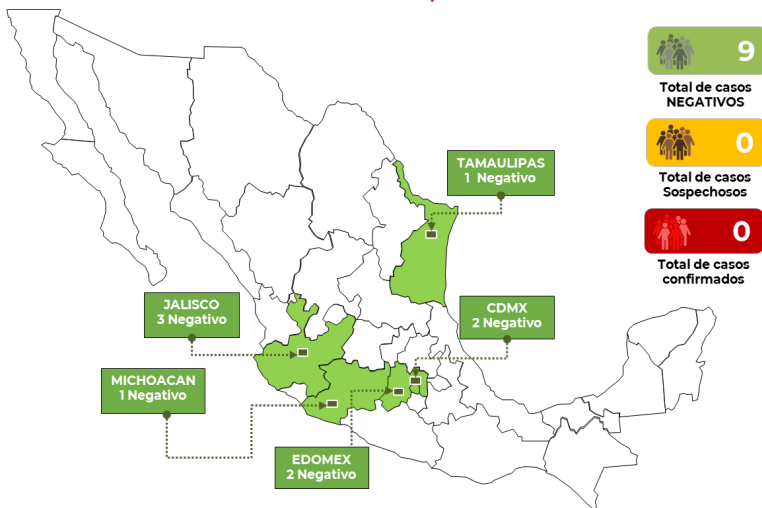 9
Total de casos
NEGATIVOS
0
Total de casos
Sospechosos
0
Total de casos
confirmados
TAMAULIPAS
1 Negativo
JALISCO
3 Negativo
CDMX
2 Negativo
MICHOACAN
1 Negativo
EDOMEX
2 Negativo